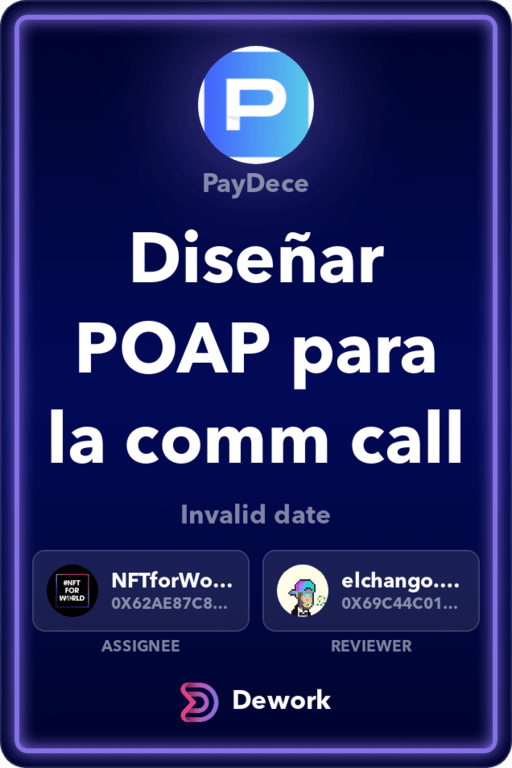 P
PayDece
Diseñar
POAP para
la comm call
Invalid date
#NFT
FOR
WORLD
NFTforWo...
0X62AE87C8...
ASSIGNEE
elchango....
0X69C44C01...
REVIEWER
Dework